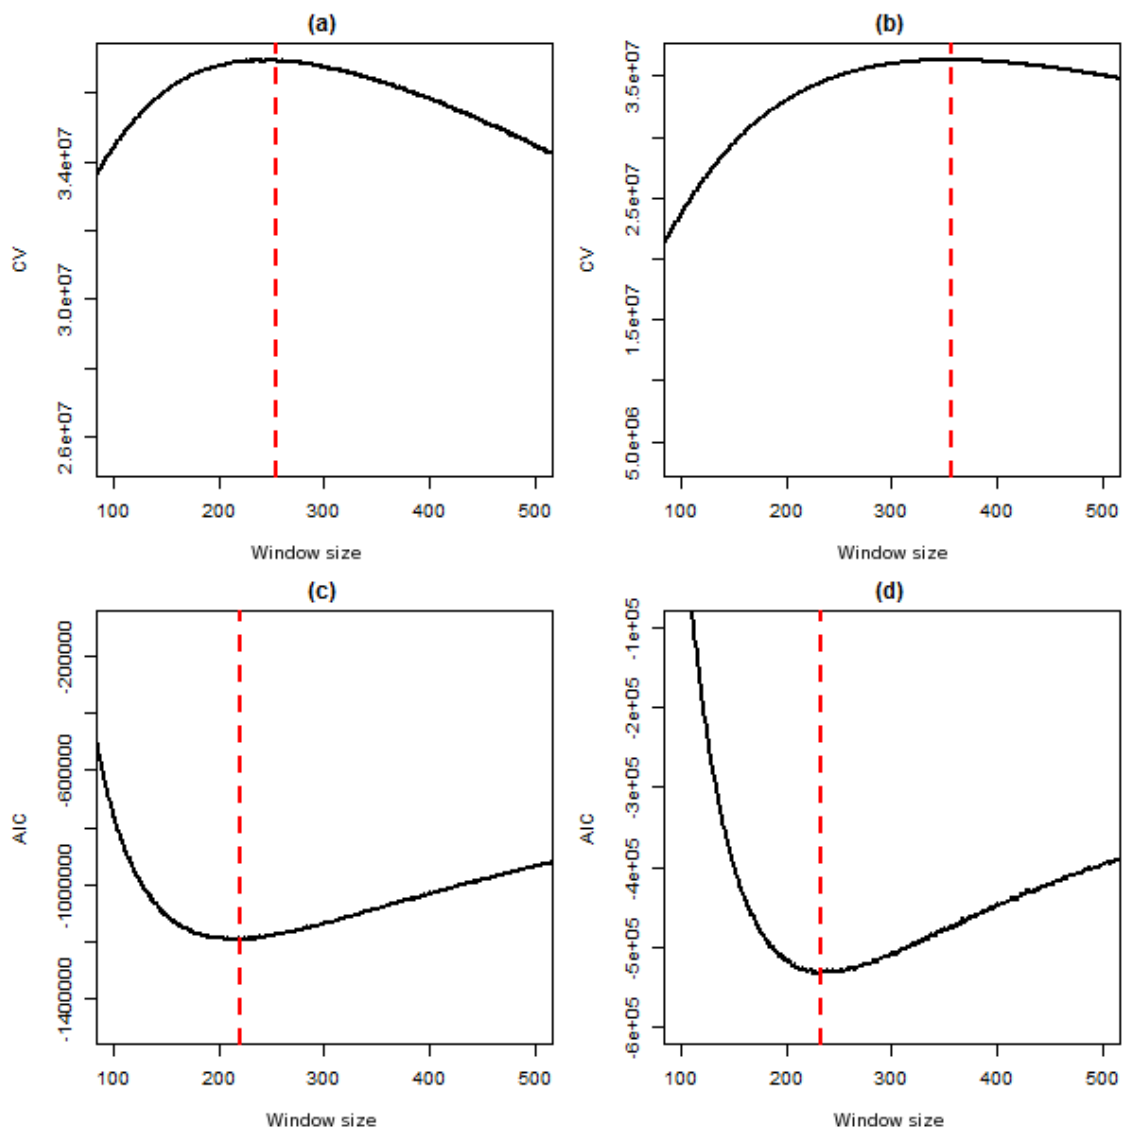 (a)
CV
3.4e+07
3.0e+07
2.6e+07
100 200 300 400 500
Window size
(b)
CV
3.5e+07
2.5e+07
1.5e+07
5.0e+06
100 200 300 400 500
Window size
(c)
AIC
-200000
-600000
-1000000
-1400000
100 200 300 400 500
Window size
(d)
AIC
-1e+05
-2e+05
-3e+05
-4e+05
-5e+05
-6e+05
100 200 300 400 500
Window size